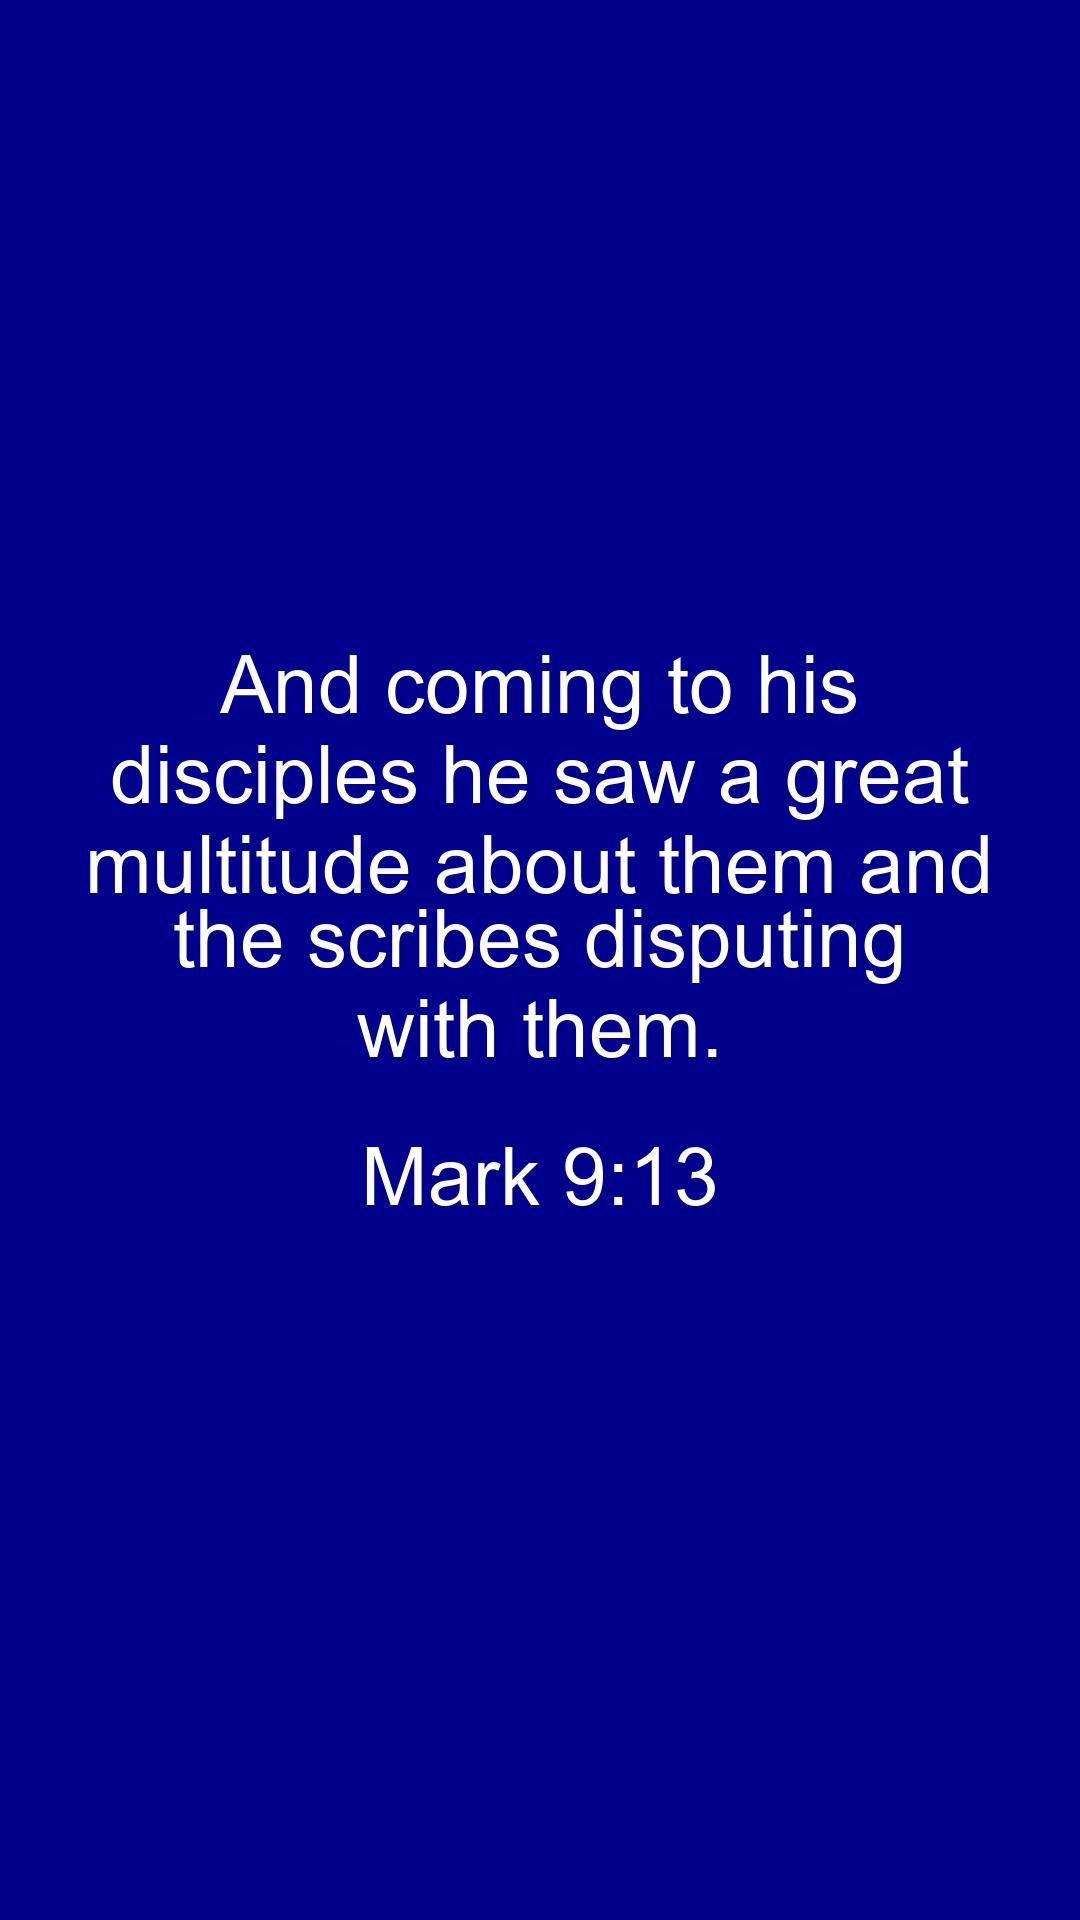 And coming to his
disciples he saw a great
multitude about them and
the scribes disputing
with them.
Mark 9:13